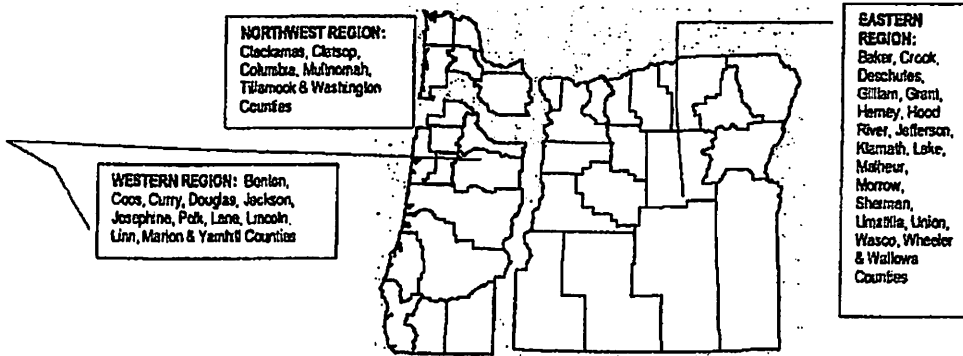 NORTHWEST REGION:
Clackamas, Clatsop,
Columbia, Multnomah,
Tillamook & Washington
Counties
WESTERN REGION: Benton,
Coos, Curry, Douglas, Jackson,
Josephine, Polk, Lane, Lincoln,
Linn, Marion & Yamhill Counties
EASTERN
REGION:
Baker, Crook,
Deschutes,
Gilliam, Grant,
Harney, Hood
River, Jefferson,
Klamath, Lake,
Malheur,
Morrow,
Sherman,
Umatilla, Union,
Wasco, Wheeler
& Wallowa
Counties